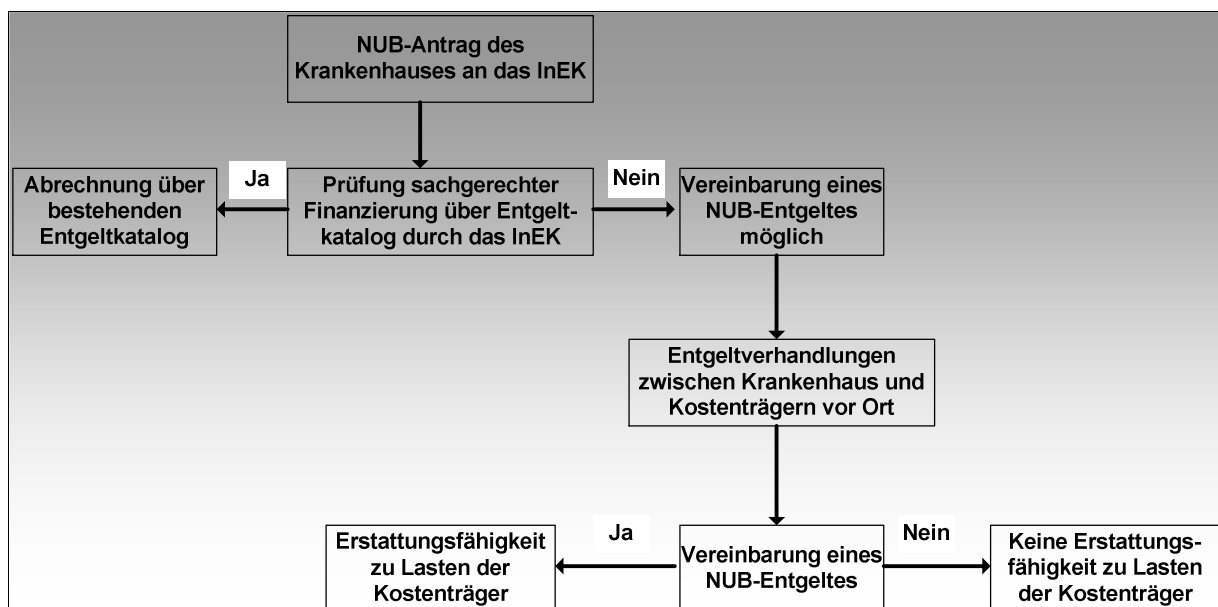 NUB-Antrag des
Krankenhauses an das InEK
Ja
Nein
Abrechnung über
bestehenden
Entgeltkatalog
Prüfung sachgerechter
Finanzierung über Entgelt-
katalog durch das InEK
Vereinbarung eines
NUB-Entgeltes
möglich
Entgeltverhandlungen
zwischen Krankenhaus und
Kostenträgern vor Ort
Ja
Nein
Erstattungsfähigkeit
zu Lasten der
Kostenträger
Vereinbarung eines
NUB-Entgeltes
Keine Erstattungs-
fähigkeit zu Lasten
der Kostenträger